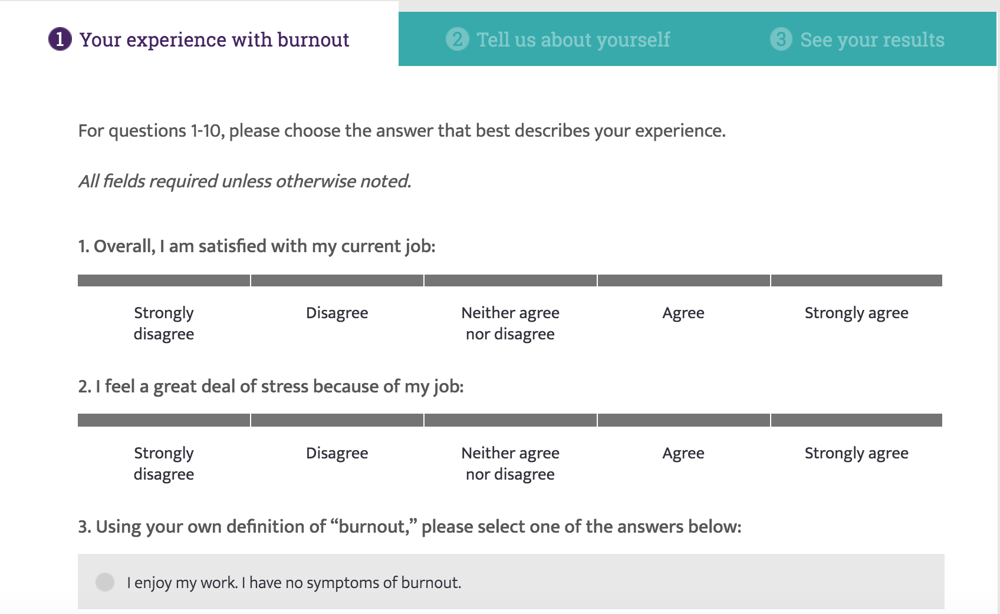 1 Your experience with burnout
2 Tell us about yourself
3 See your results
For questions 1-10, please choose the answer that best describes your experience.
All fields required unless otherwise noted.
1. Overall, I am satisfied with my current job:
Strongly disagree
Disagree
Neither agree nor disagree
Agree
Strongly agree
2. I feel a great deal of stress because of my job:
Strongly disagree
Disagree
Neither agree nor disagree
Agree
Strongly agree
3. Using your own definition of “burnout,” please select one of the answers below:
I enjoy my work. I have no symptoms of burnout.